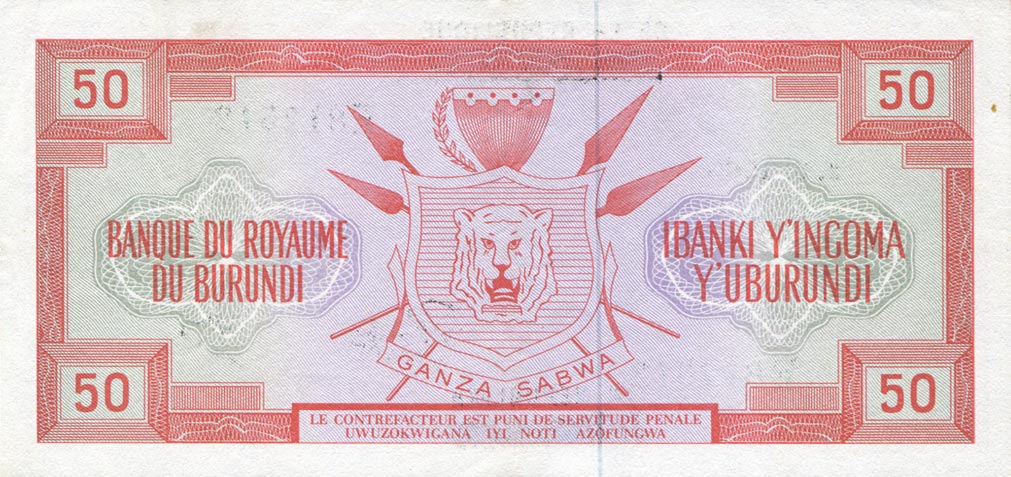 50
50
BANQUE DU ROYAUME
DU BURUNDI
IBANKI Y'INGOMA
Y'UBURUNDI
GANZA SABWA
50
50
LE CONTREFACTEUR EST PUNI DE SERVITUDE PENALE
UWUZOKWIGANA IYI NOTI AZOFUNGWA